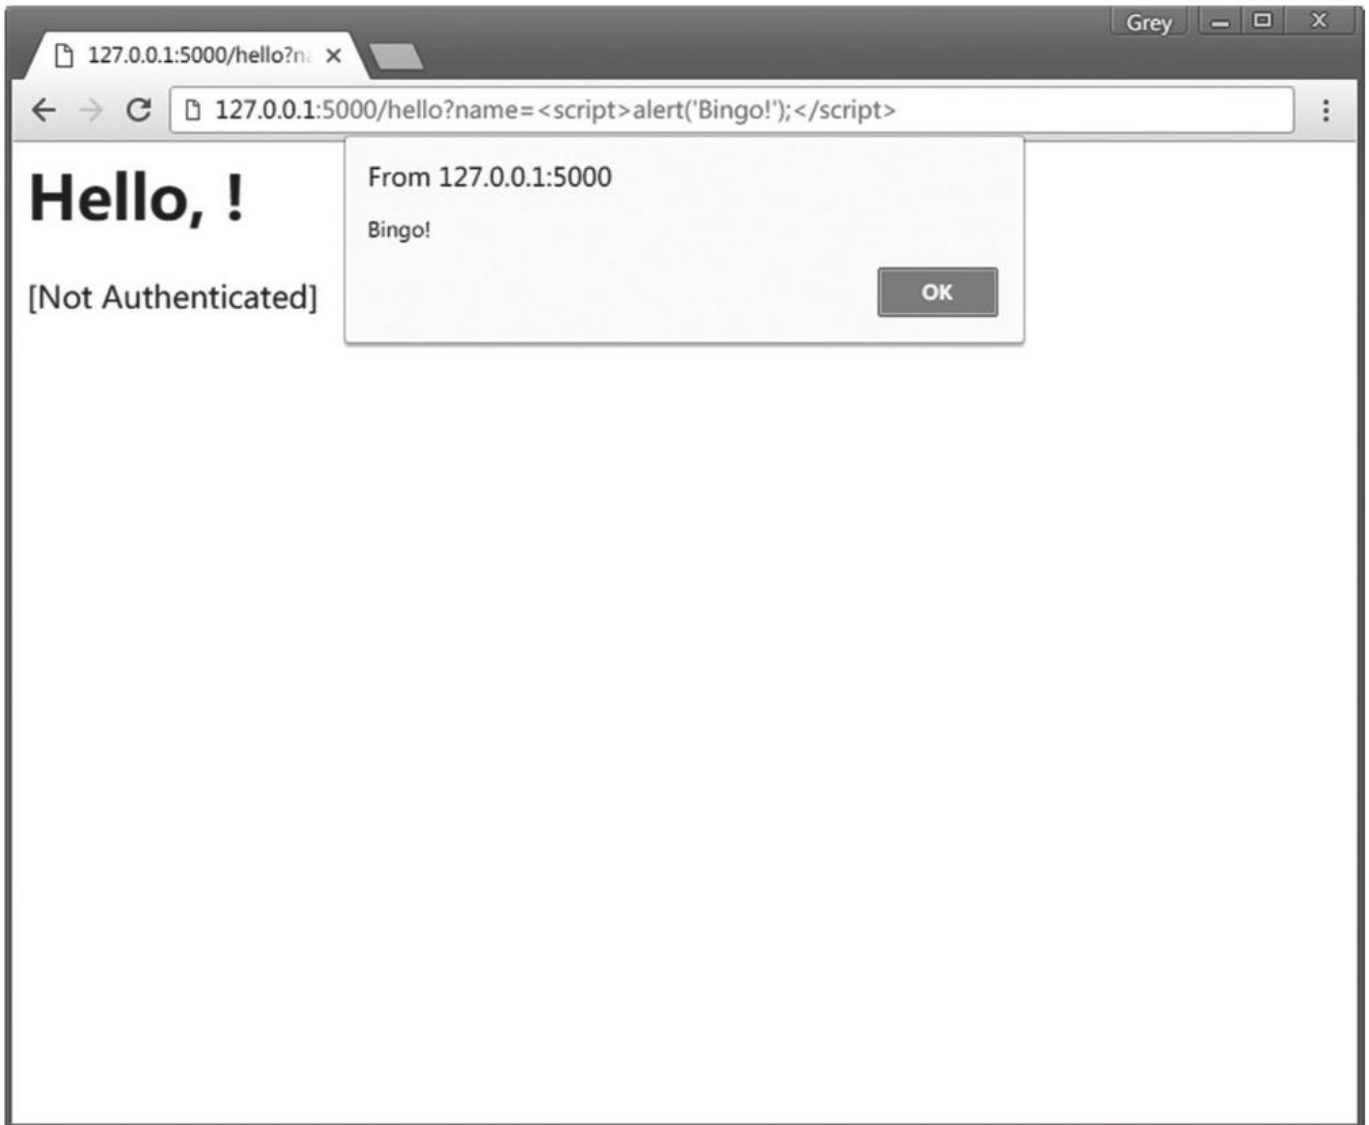 Grey
127.0.0.1:5000/hello?na
127.0.0.1:5000/hello?name=<script>alert('Bingo!');</script>
Hello, !
From 127.0.0.1:5000
Bingo!
OK
[Not Authenticated]